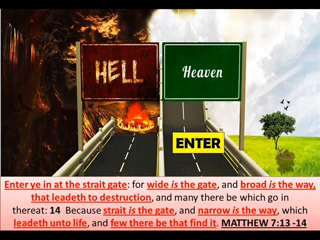 HELL
Heaven
ENTER
Enter ye in at the strait gate: for wide is the gate, and broad is the way,
that leadeth to destruction, and many there be which go in
thereat: 14 Because strait is the gate, and narrow is the way, which
leadeth unto life, and few there be that find it. MATTHEW 7:13 -14